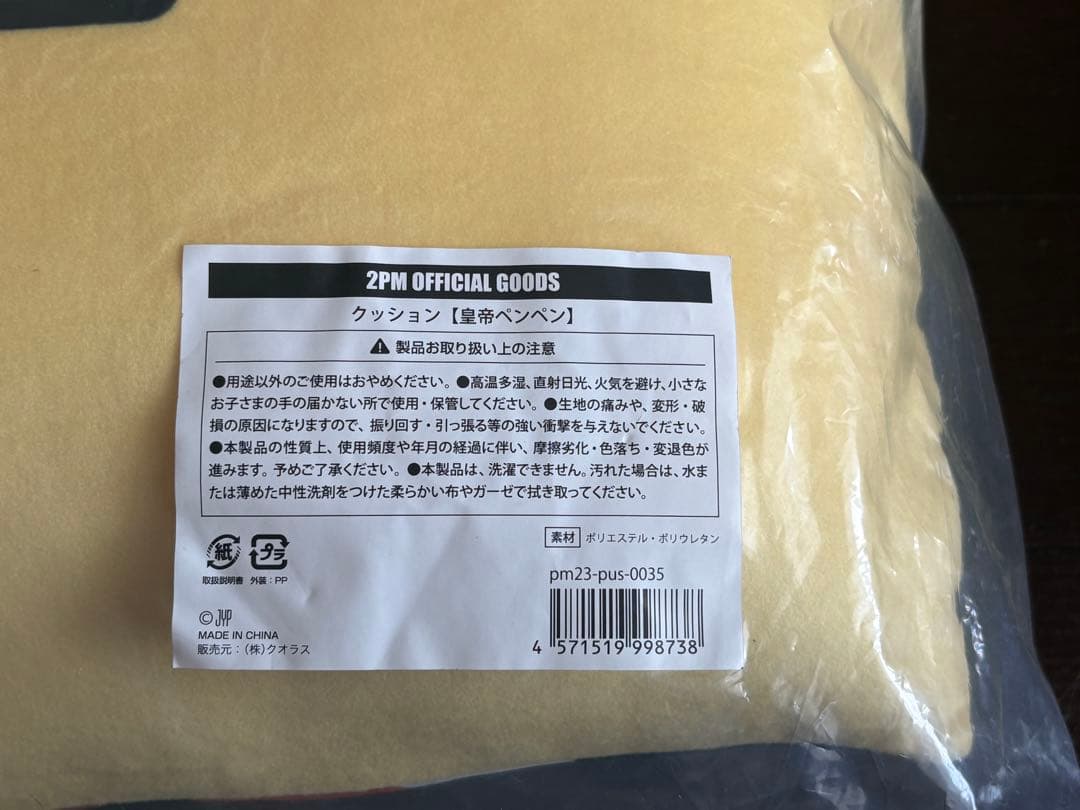 2PM OFFICIAL GOODS
クッション【皇帝ペンペン】
⚠ 製品お取り扱い上の注意
●用途以外のご使用はおやめください。●高温多湿、直射日光、火気を避け、小さな
お子さまの手の届かない所で使用・保管してください。●生地の痛みや、変形・破
損の原因になりますので、振り回す・引っ張る等の強い衝撃を与えないでください。
●本製品の性質上、使用頻度や年月の経過に伴い、摩擦劣化・色落ち・変退色が
進みます。予めご了承ください。●本製品は、洗濯できません。汚れた場合は、水ま
たは薄めた中性洗剤をつけた柔らかい布やガーゼで拭き取ってください。
素材 ポリエステル・ポリウレタン
紙 プラ
取扱説明書 外装：PP
pm23-pus-0035
© JYP
MADE IN CHINA
販売元：(株)クオラス
4 571519 998738